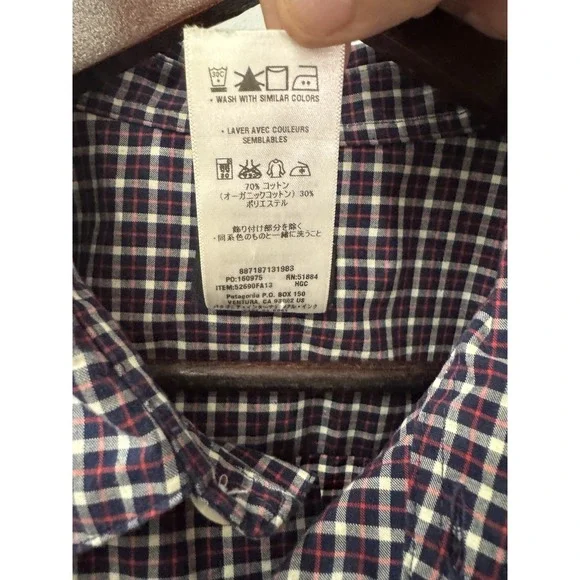 30C
• WASH WITH SIMILAR COLORS
• LAVER AVEC COULEURS
SEMBLABLES
70% コットン
(オーガニックコットン) 30%
ポリエステル
飾り付け部分を除く
・同系色のものと一緒に洗うこと
887187131983
PO:160975 RN:51884
ITEM:52690FA13 HGC
Patagonia P.O. BOX 150
VENTURA, CA 93002 US